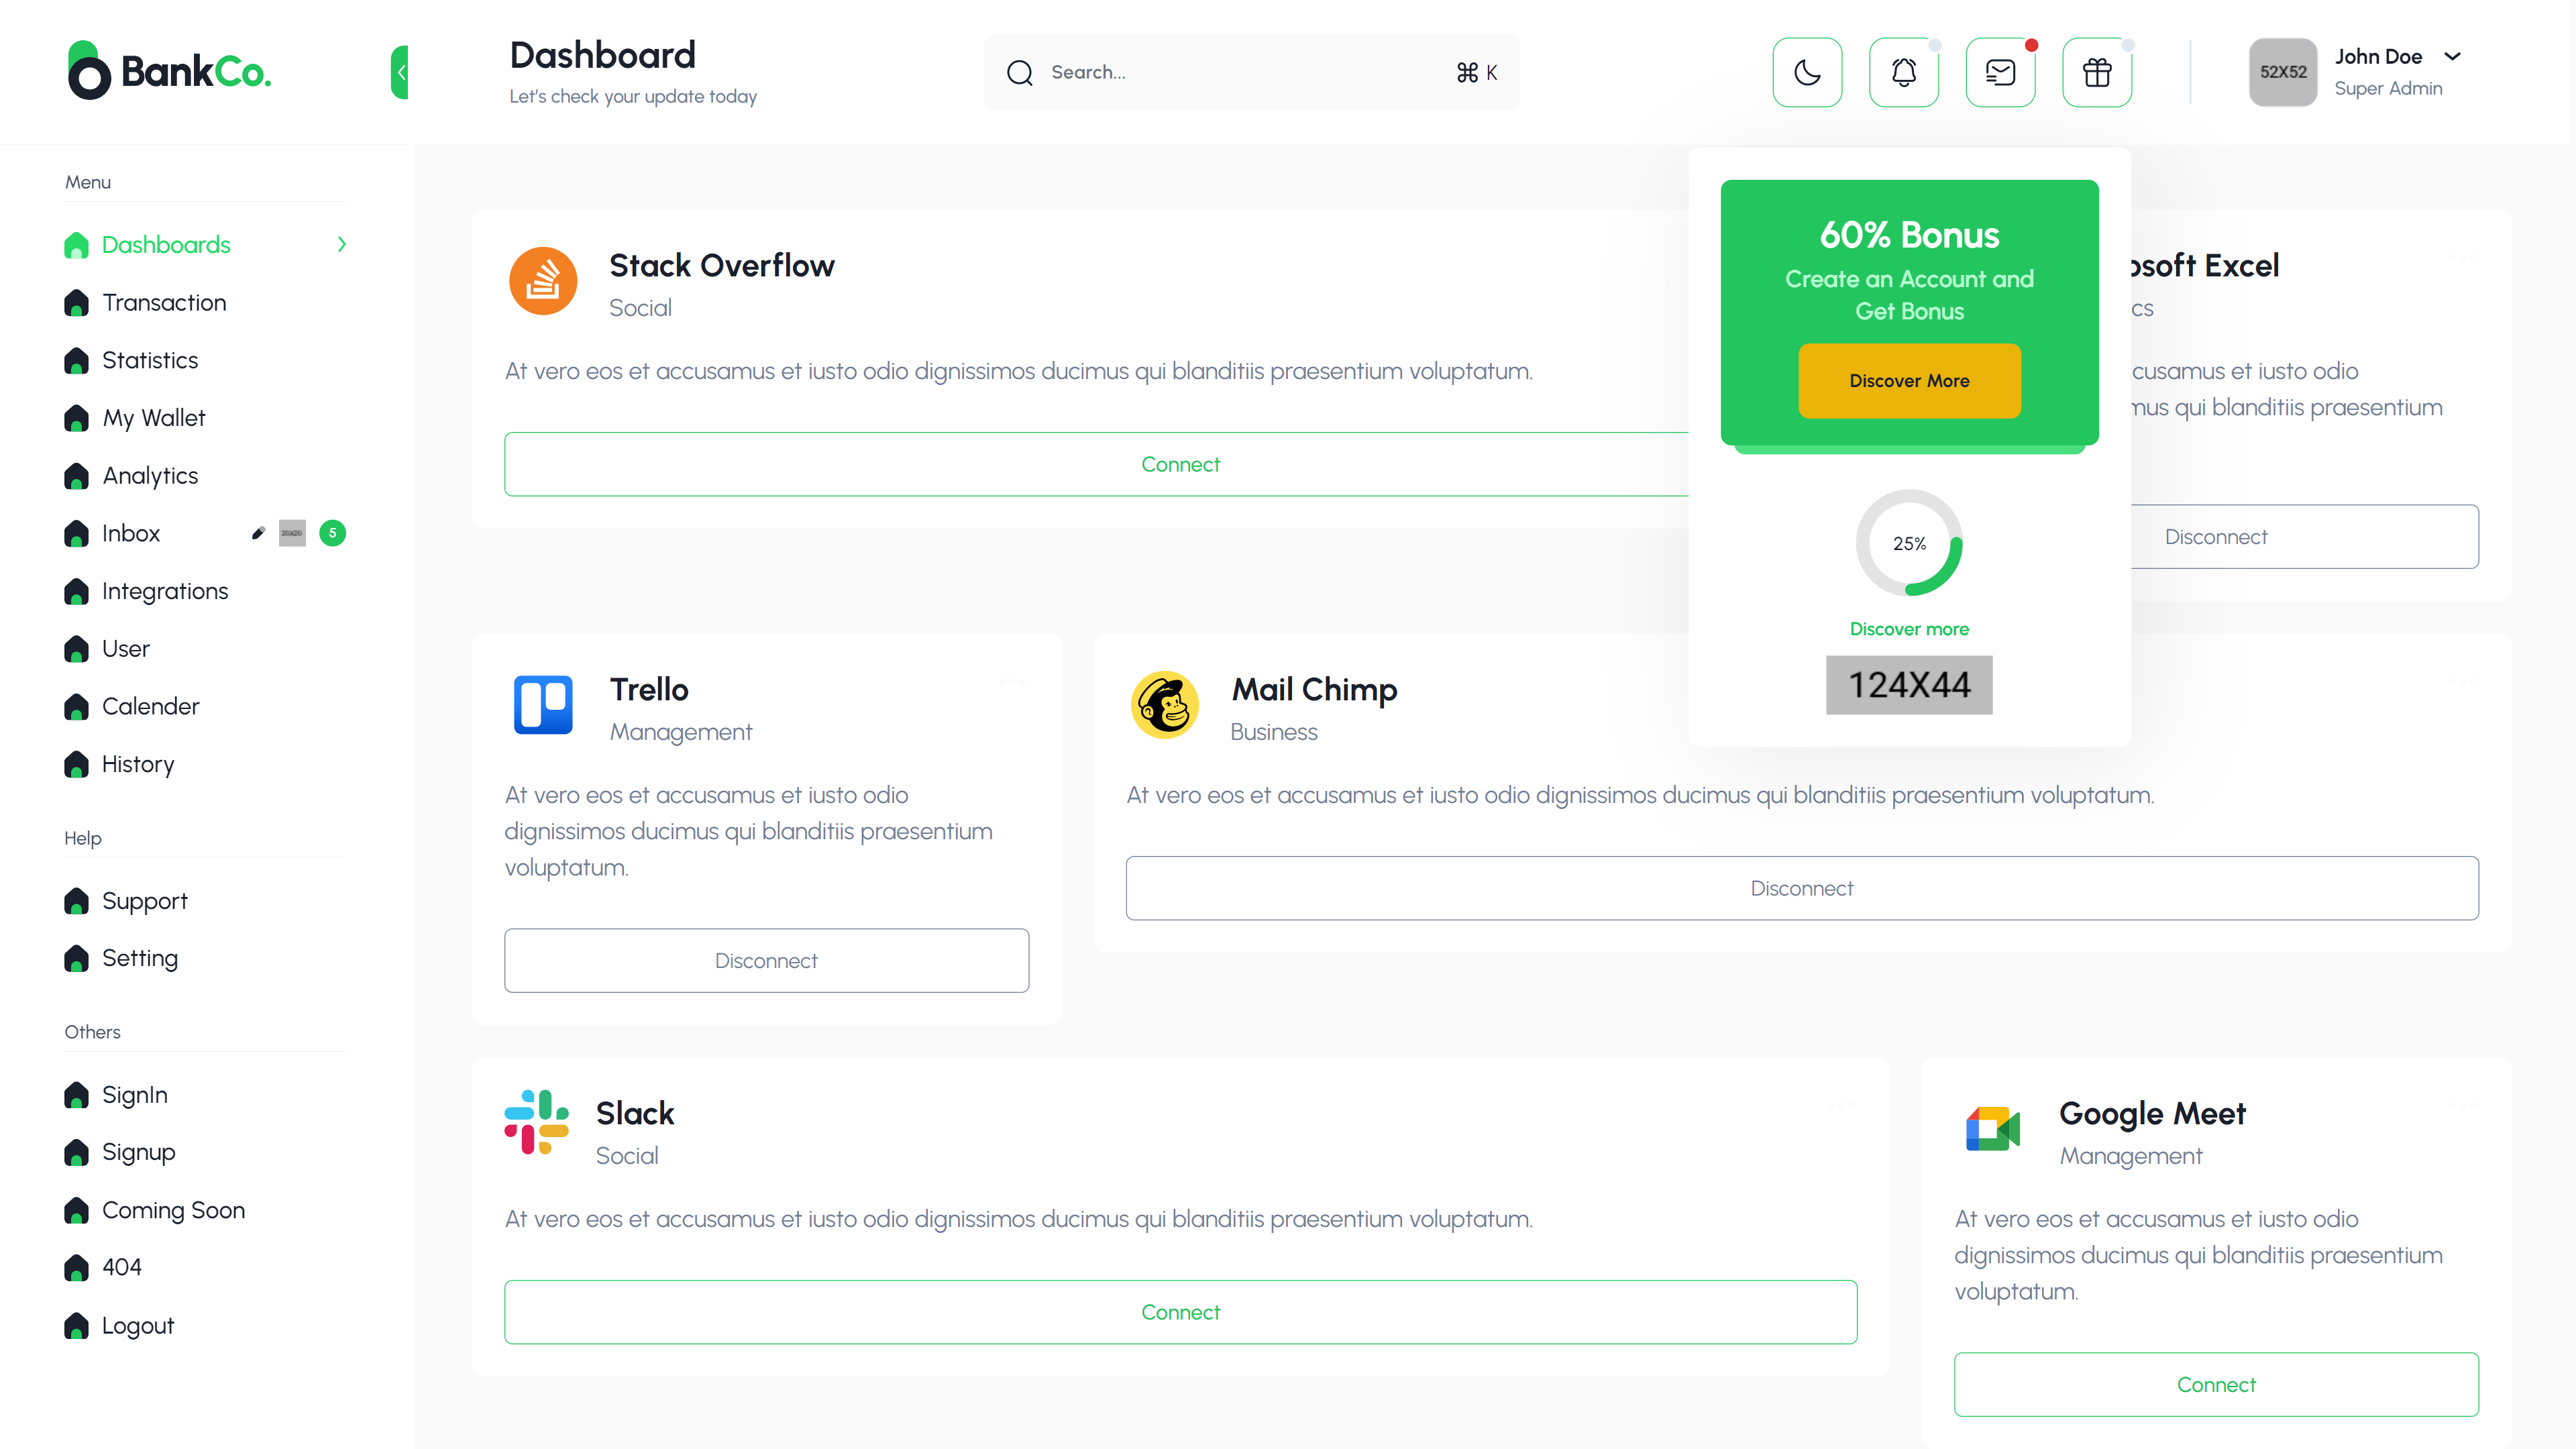 BankCo.
Dashboard
Let's check your update today
Search...
⌘ K
52X52
John Doe
Super Admin
Menu
Dashboards
Transaction
Statistics
My Wallet
Analytics
Inbox
5
Integrations
User
Calender
History
Help
Support
Setting
Others
SignIn
Signup
Coming Soon
404
Logout
Stack Overflow
Social
At vero eos et accusamus et iusto odio dignissimos ducimus qui blanditiis praesentium voluptatum.
Connect
60% Bonus
Create an Account and
Get Bonus
Discover More
25%
Discover more
124X44
osoft Excel
cs
cusamus et iusto odio
mus qui blanditiis praesentium
Disconnect
Trello
Management
At vero eos et accusamus et iusto odio
dignissimos ducimus qui blanditiis praesentium
voluptatum.
Disconnect
Mail Chimp
Business
At vero eos et accusamus et iusto odio dignissimos ducimus qui blanditiis praesentium voluptatum.
Disconnect
Slack
Social
At vero eos et accusamus et iusto odio dignissimos ducimus qui blanditiis praesentium voluptatum.
Connect
Google Meet
Management
At vero eos et accusamus et iusto odio
dignissimos ducimus qui blanditiis praesentium
voluptatum.
Connect